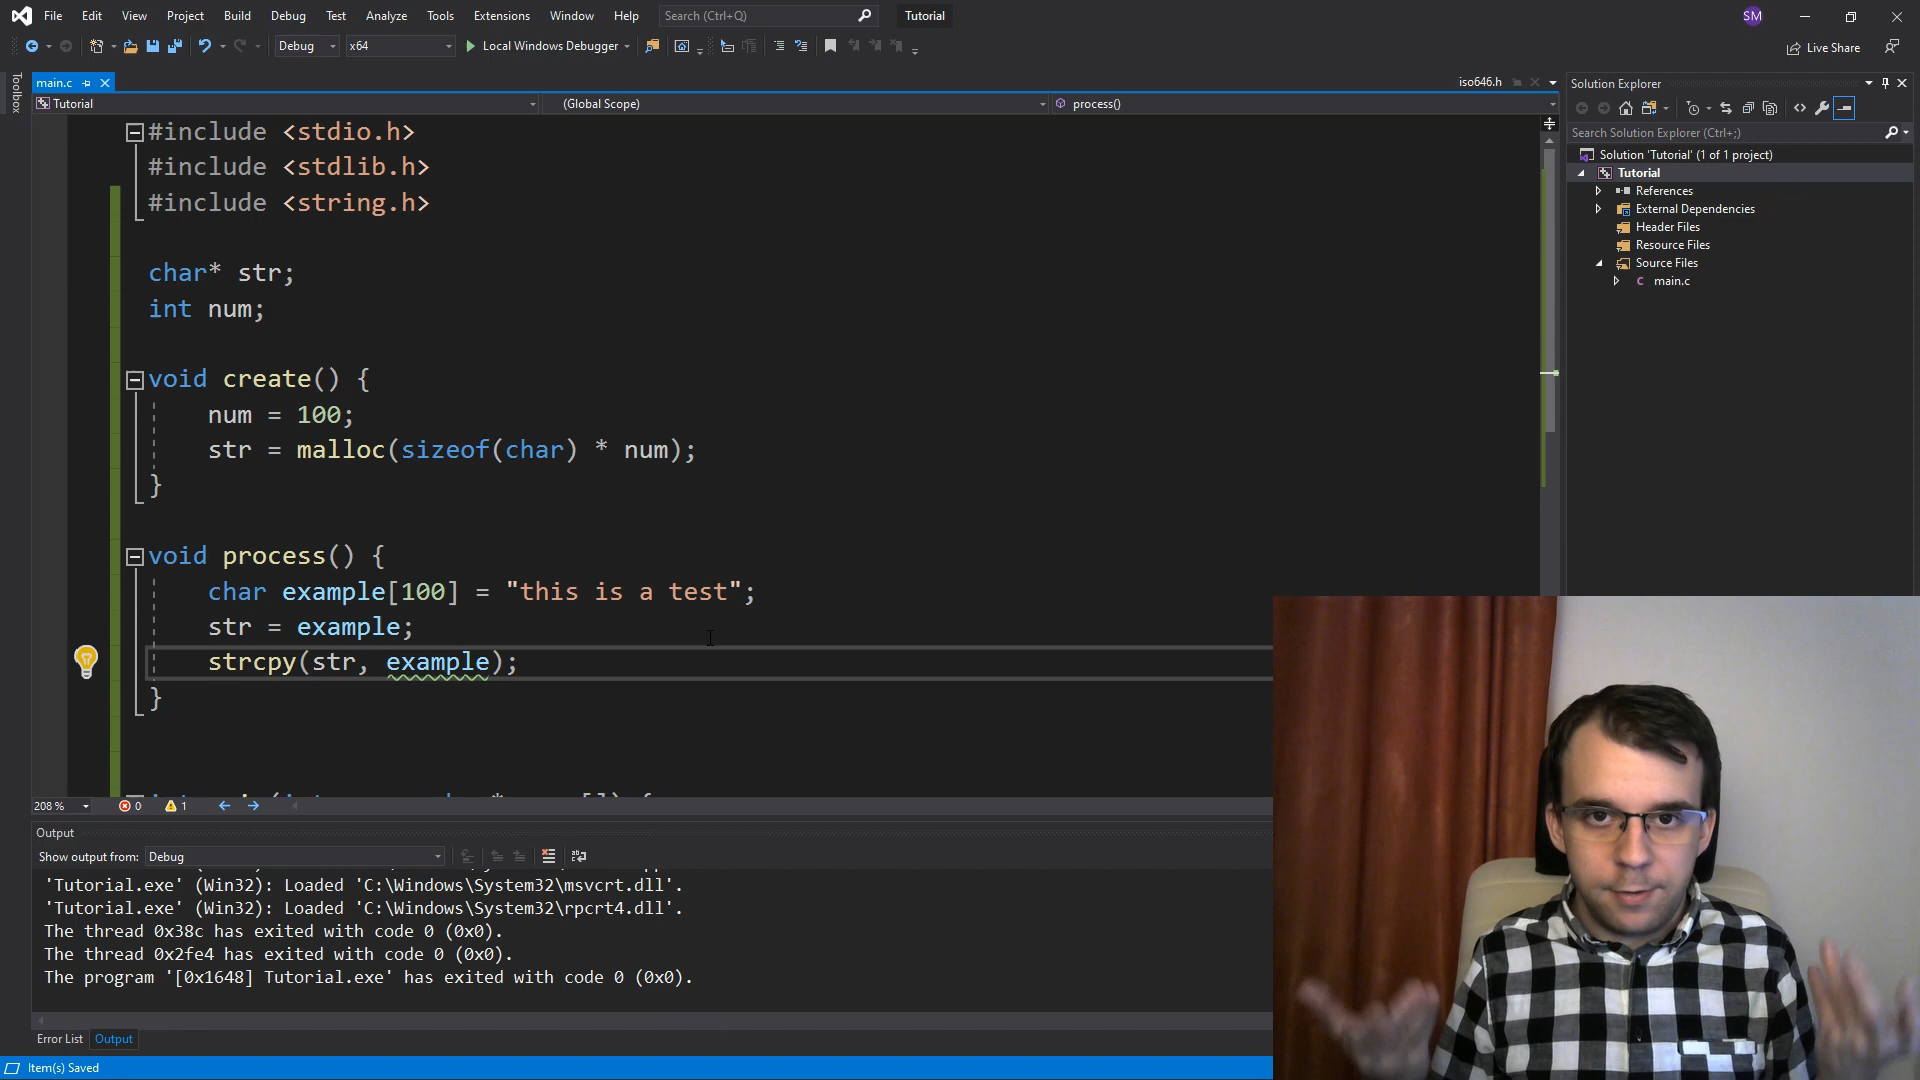 File Edit View Project Build Debug Test Analyze Tools Extensions Window Help Search (Ctrl+Q) Tutorial SM
Debug x64 Local Windows Debugger Live Share
Toolbox
main.c iso646.h
Tutorial (Global Scope) process()
#include <stdio.h>
#include <stdlib.h>
#include <string.h>
char* str;
int num;
void create() {
num = 100;
str = malloc(sizeof(char) * num);
}
void process() {
char example[100] = "this is a test";
str = example;
strcpy(str, example);
}
208 % 0 1
Output
Show output from: Debug
'Tutorial.exe' (Win32): Loaded 'C:\Windows\System32\msvcrt.dll'.
'Tutorial.exe' (Win32): Loaded 'C:\Windows\System32\rpcrt4.dll'.
The thread 0x38c has exited with code 0 (0x0).
The thread 0x2fe4 has exited with code 0 (0x0).
The program '[0x1648] Tutorial.exe' has exited with code 0 (0x0).
Error List Output
Item(s) Saved
Solution Explorer
Search Solution Explorer (Ctrl+;)
Solution 'Tutorial' (1 of 1 project)
Tutorial
References
External Dependencies
Header Files
Resource Files
Source Files
main.c